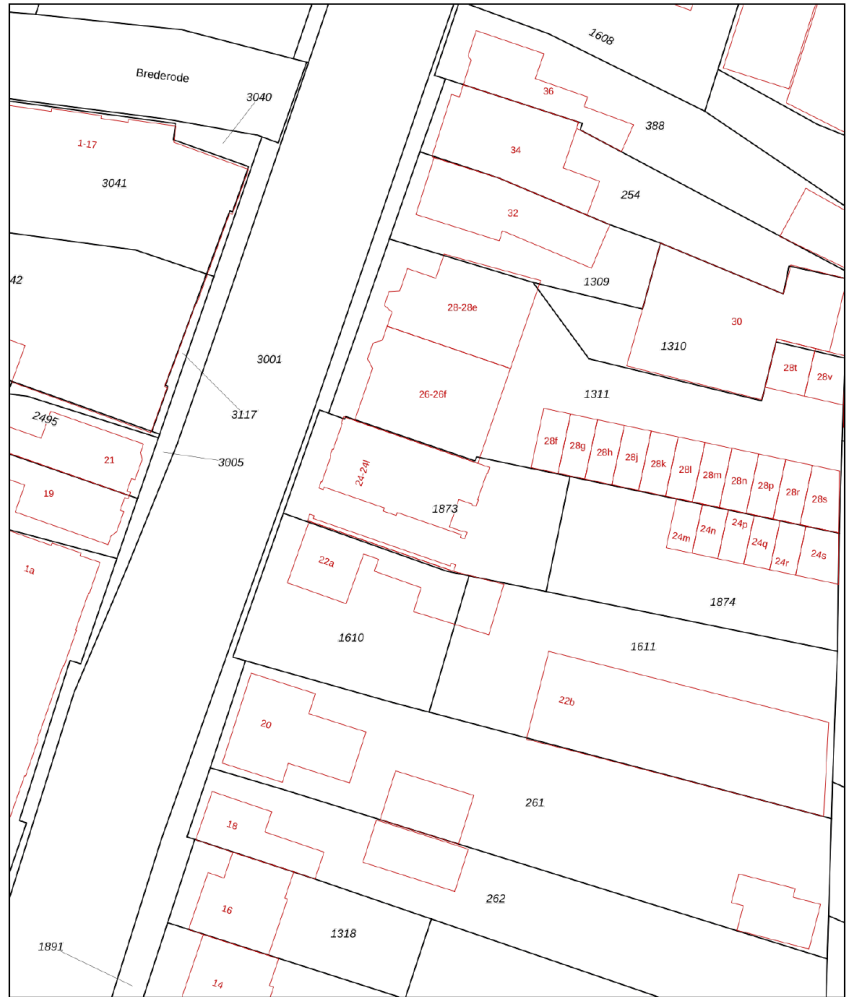 1608
Brederode
36
3040
388
1-17
34
3041
254
32
42
1309
28-28e
30
1310
3001
28t
28v
26-26f
1311
3117
2495
28f
28g
28h
28j
28k
28l
28m
28n
28p
28r
28s
21
3005
24-24l
19
1873
24m
24n
24p
24q
24r
24s
22a
1a
1874
1610
1611
22b
20
261
18
262
16
1318
1891
14